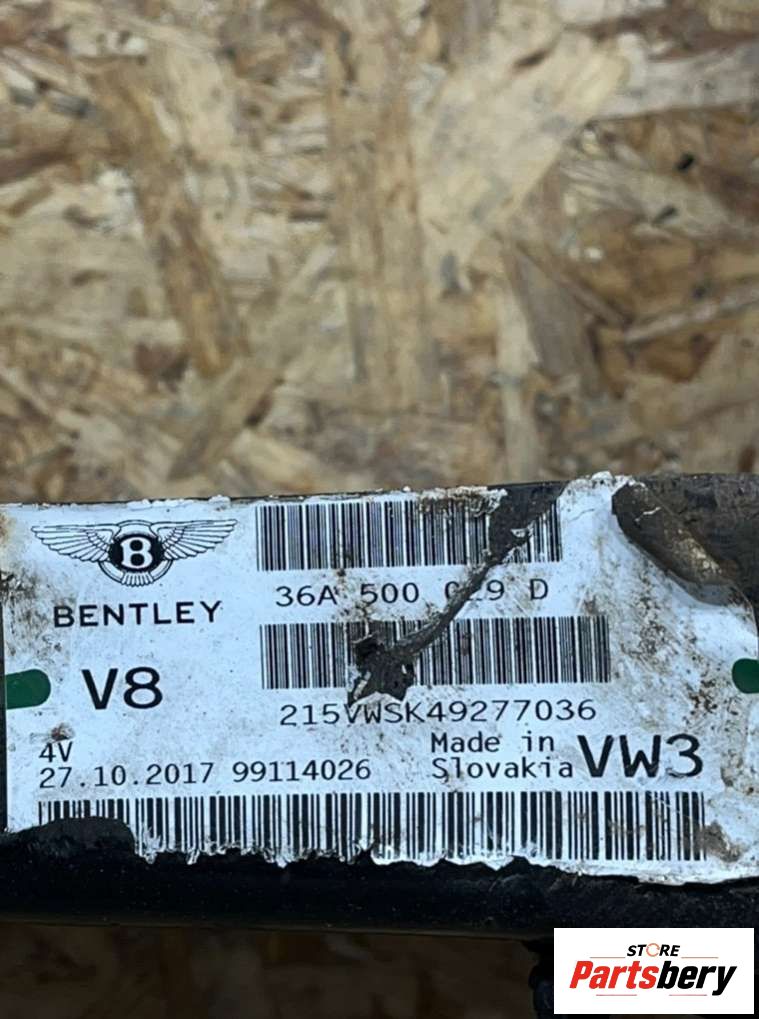 B
BENTLEY
36A 500 D
V8
215VWSK49277036
4V
Made in
27.10.2017 99114026
Slovakia
VW3
STORE
Partsbery